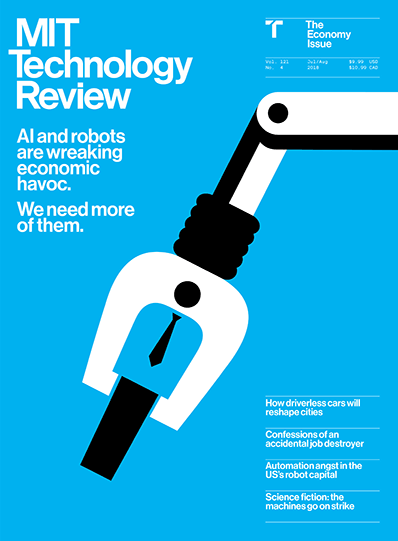 MIT
Technology
Review
The
Economy
Issue
Vol. 121 Jul/Aug $9.99 USD
No. 4 2018 $10.99 CAD
AI and robots
are wreaking
economic
havoc.
We need more
of them.
How driverless cars will
reshape cities
Confessions of an
accidental job destroyer
Automation angst in the
US's robot capital
Science fiction: the
machines go on strike